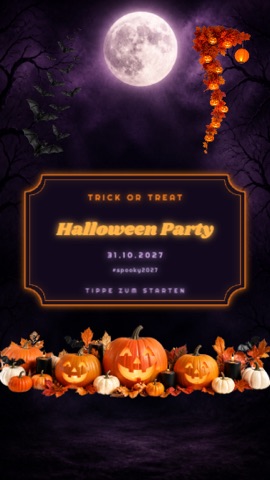 TRICK OR TREAT
Halloween Party
31.10.2027
#spooky2027
TIPPE ZUM STARTEN